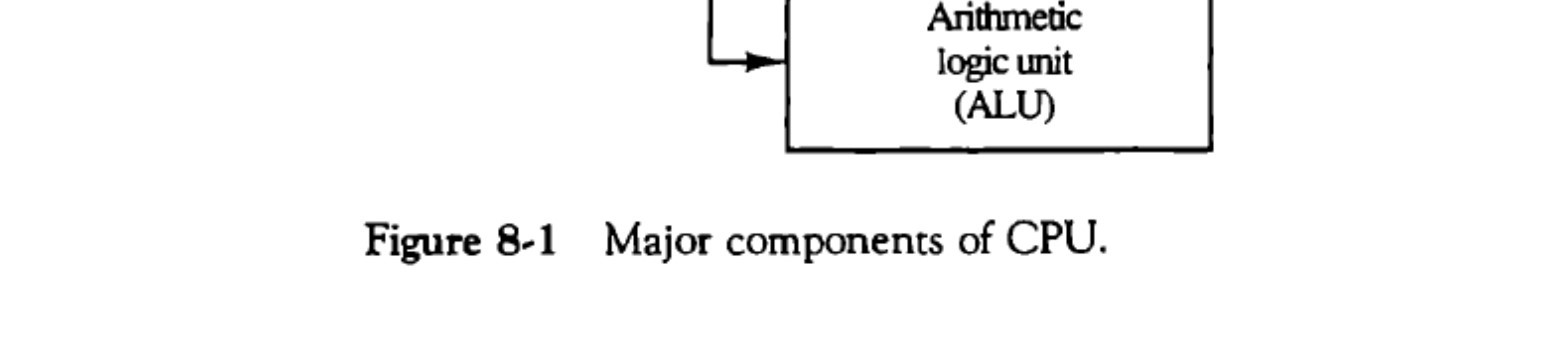 Arithmetic
logic unit
(ALU)
Figure 8-1 Major components of CPU.